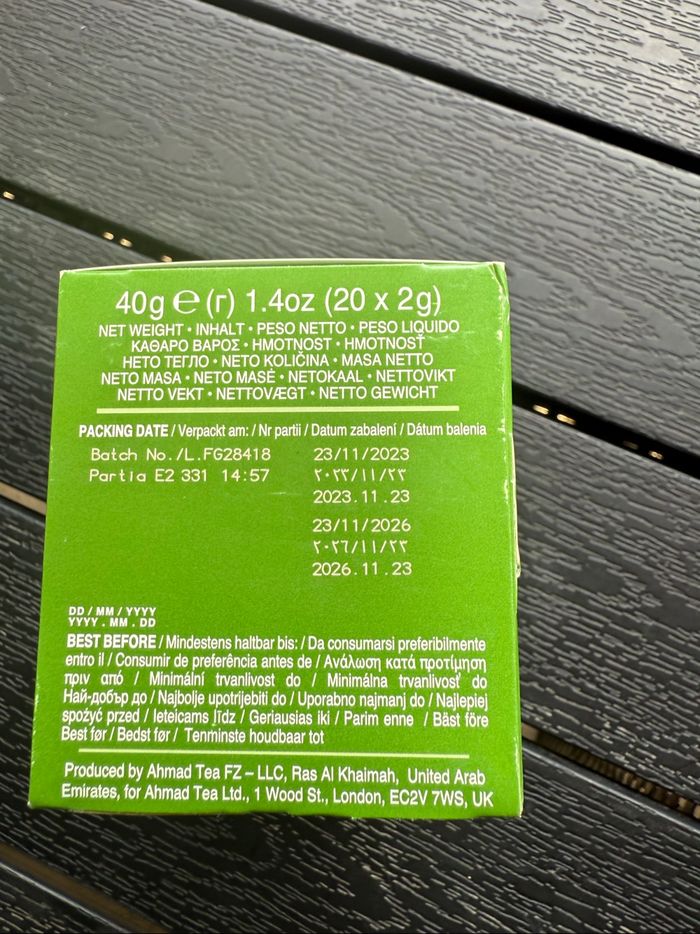 40g ℮ (г) 1.4oz (20 x 2g)
NET WEIGHT • INHALT • PESO NETTO • PESO LIQUIDO
ΚΑΘΑΡΟ ΒΑΡΟΣ • HMOTNOST • HMOTNOSŤ
НЕТО ТЕГЛО • NETO KOLIČINA • MASA NETTO
NETO MASA • NETO MASĖ • NETOKAAL • NETTOVIKT
NETTO VEKT • NETTOVÆGT • NETTO GEWICHT
PACKING DATE / Verpackt am: / Nr partii / Datum zabalení / Dátum balenia
Batch No./L.FG28418 23/11/2023
Partia E2 331 14:57 ٢٠٢٣/١١/٢٣
2023.11.23
23/11/2026
٢٠٢٦/١١/٢٣
2026.11.23
DD / MM / YYYY
YYYY . MM . DD
BEST BEFORE / Mindestens haltbar bis: / Da consumarsi preferibilmente
entro il / Consumir de preferência antes de / Ανάλωση κατά προτίμηση
πριν από / Minimální trvanlivost do / Minimálna trvanlivosť do
Най-добър до / Najbolje upotrijebiti do / Uporabno najmanj do / Najlepiej
spożyć przed / Ieteicams līdz / Geriausias iki / Parim enne / Bäst före
Best før / Bedst før / Tenminste houdbaar tot
Produced by Ahmad Tea FZ – LLC, Ras Al Khaimah, United Arab
Emirates, for Ahmad Tea Ltd., 1 Wood St., London, EC2V 7WS, UK